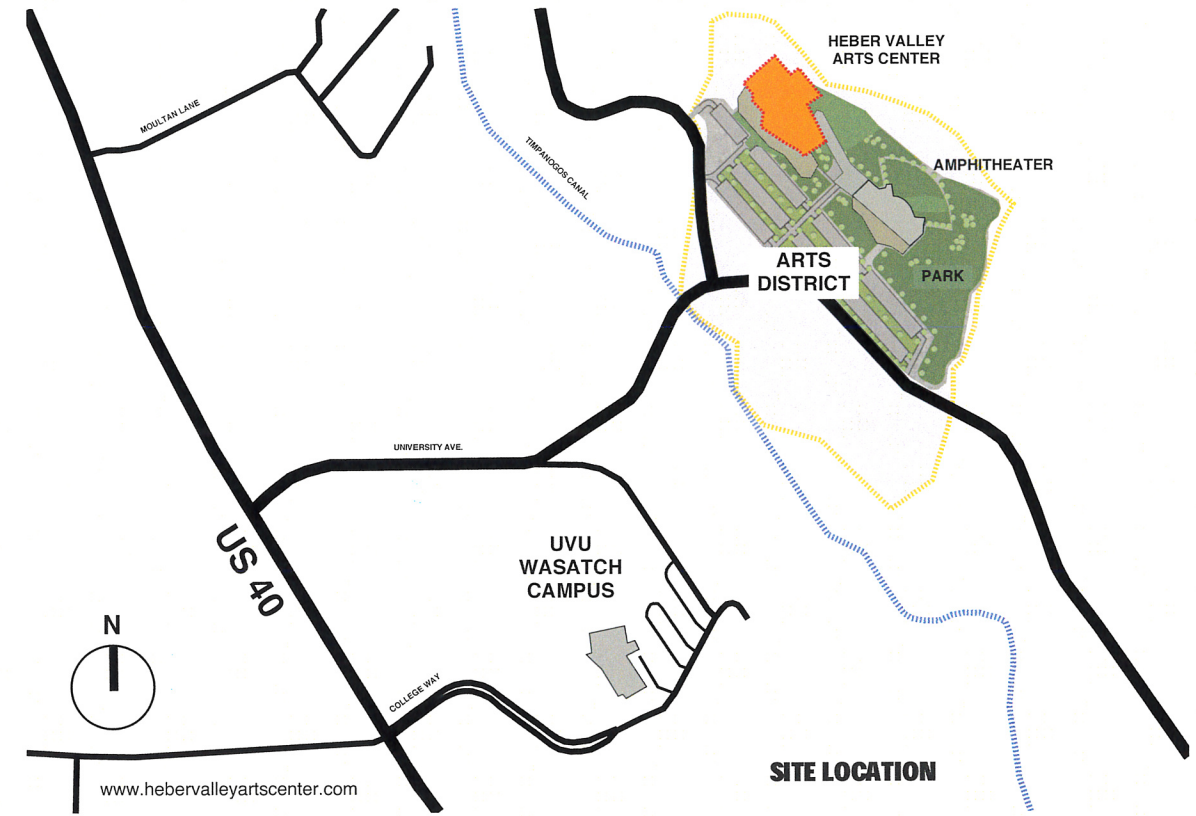 HEBER VALLEY
ARTS CENTER
MOULTAN LANE
TIMPANOGOS CANAL
AMPHITHEATER
ARTS
DISTRICT
PARK
UNIVERSITY AVE.
US 40
UVU
WASATCH
CAMPUS
N
COLLEGE WAY
SITE LOCATION
www.hebervalleyartscenter.com